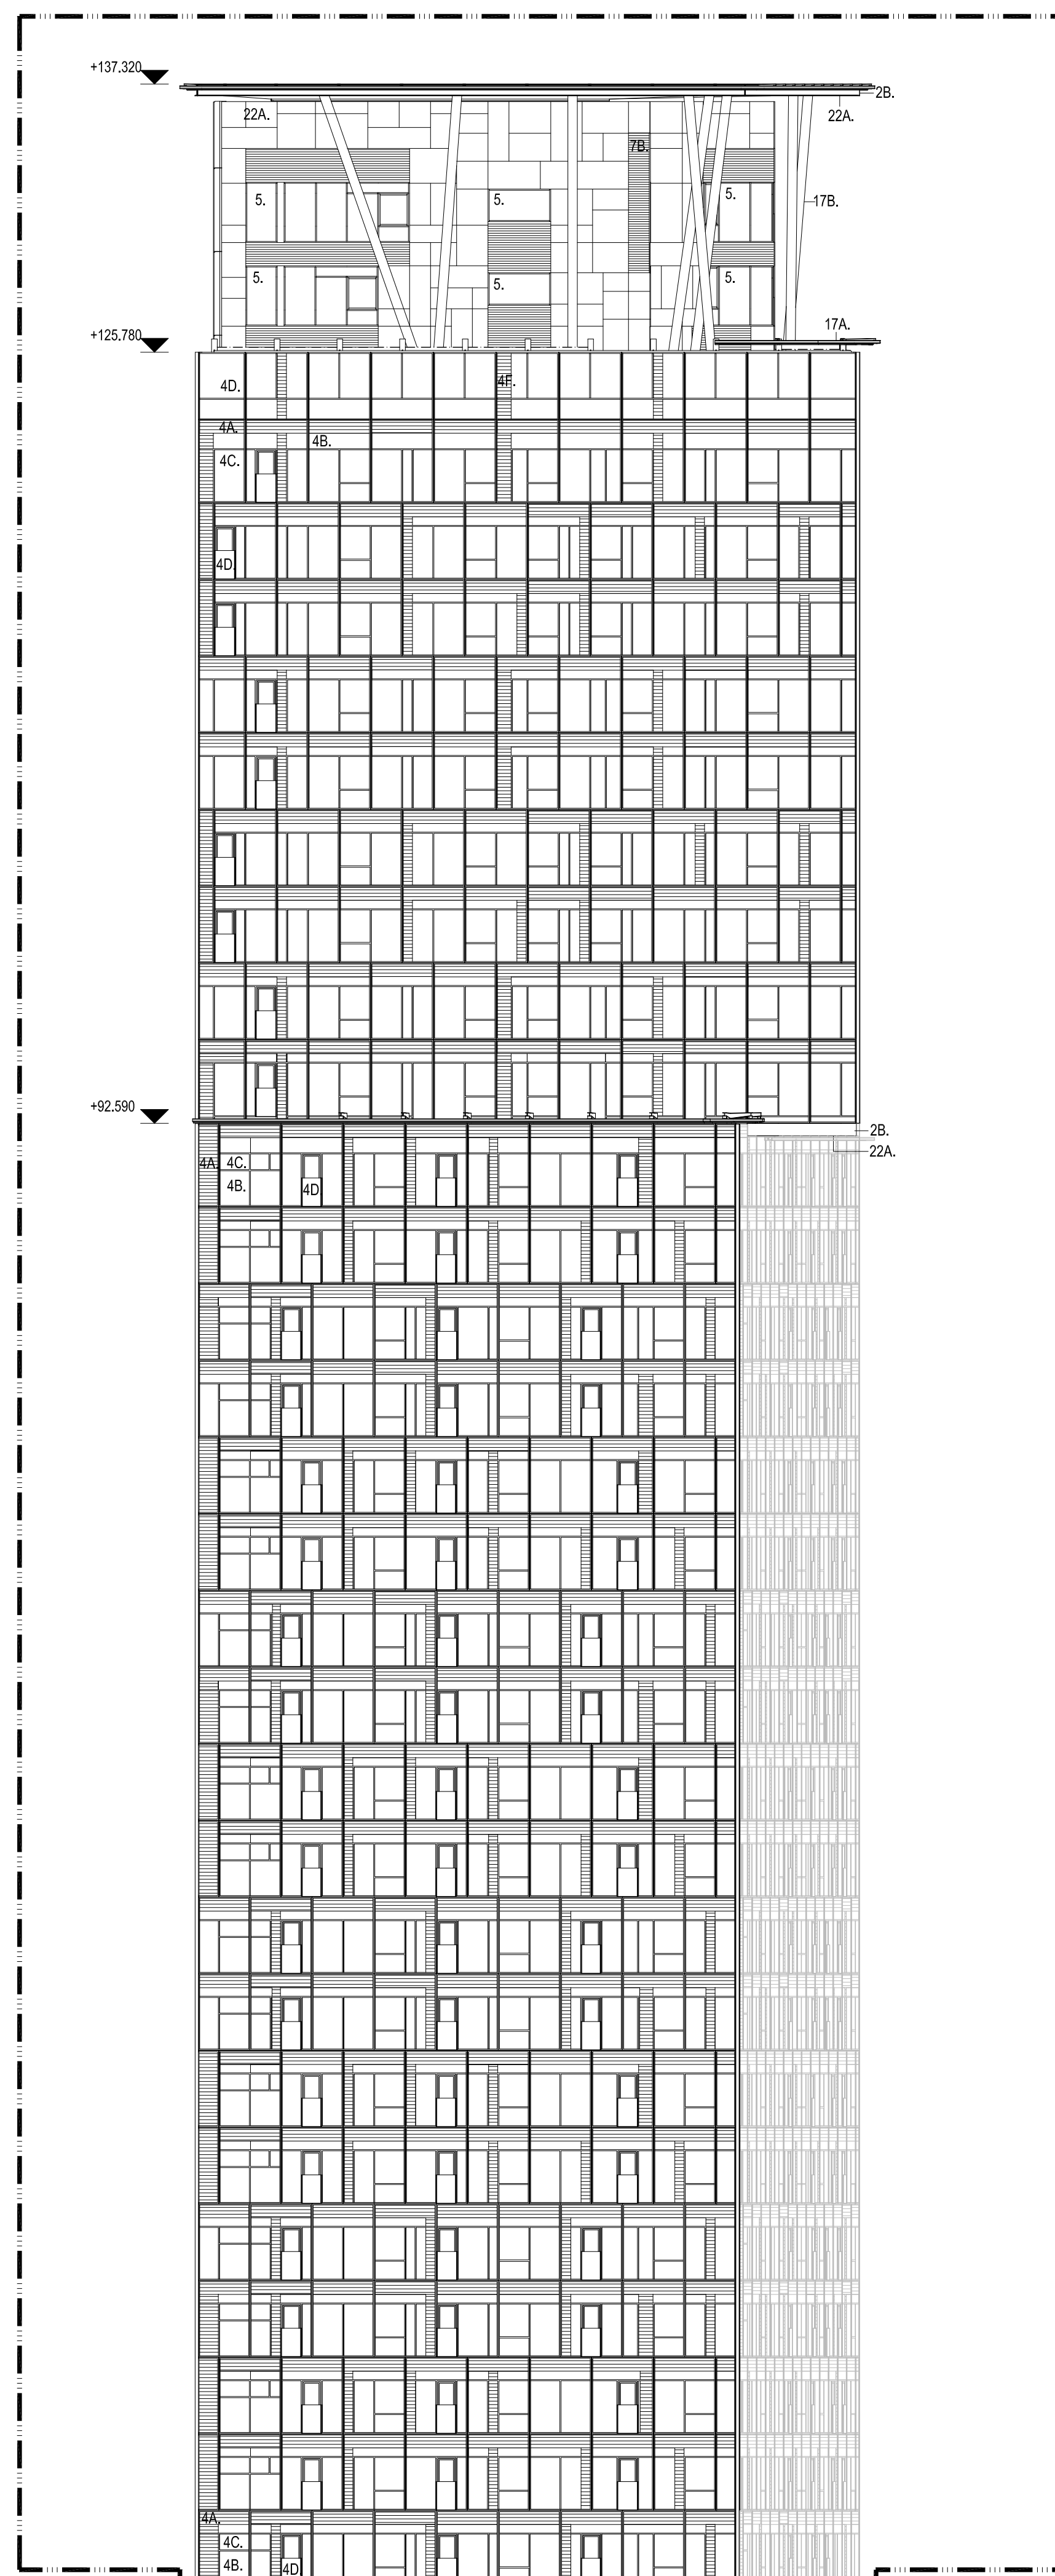 +137.320
2B.
22A.
22A.
7B.
5.
5.
5.
17B.
5.
5.
5.
17A.
+125.780
4D.
4F.
4A.
4B.
4C.
4D.
+92.590
2B.
22A.
4A.
4C.
4B.
4D
4A.
4C.
4B.
4D